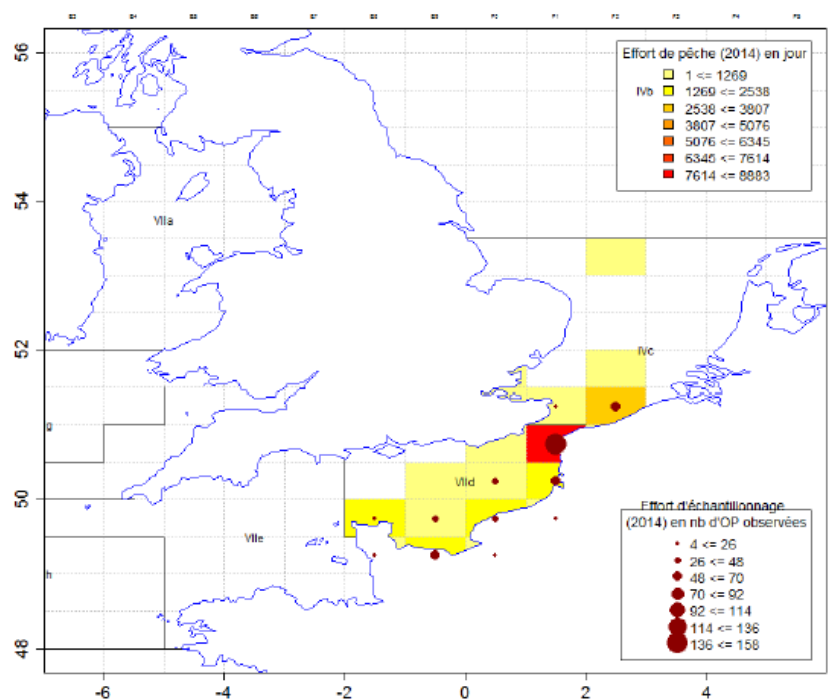 56
54
52
50
48
-6
-4
-2
0
2
4
Effort de pêche (2014) en jour
1 <= 1269
1269 <= 2538
2538 <= 3807
3807 <= 5076
5076 <= 6345
6345 <= 7614
7614 <= 8883
IVb
VIIa
IVc
g
VIId
VIIe
h
Effort d'échantillonnage
(2014) en nb d'OP observées
4 <= 26
26 <= 48
48 <= 70
70 <= 92
92 <= 114
114 <= 136
136 <= 158